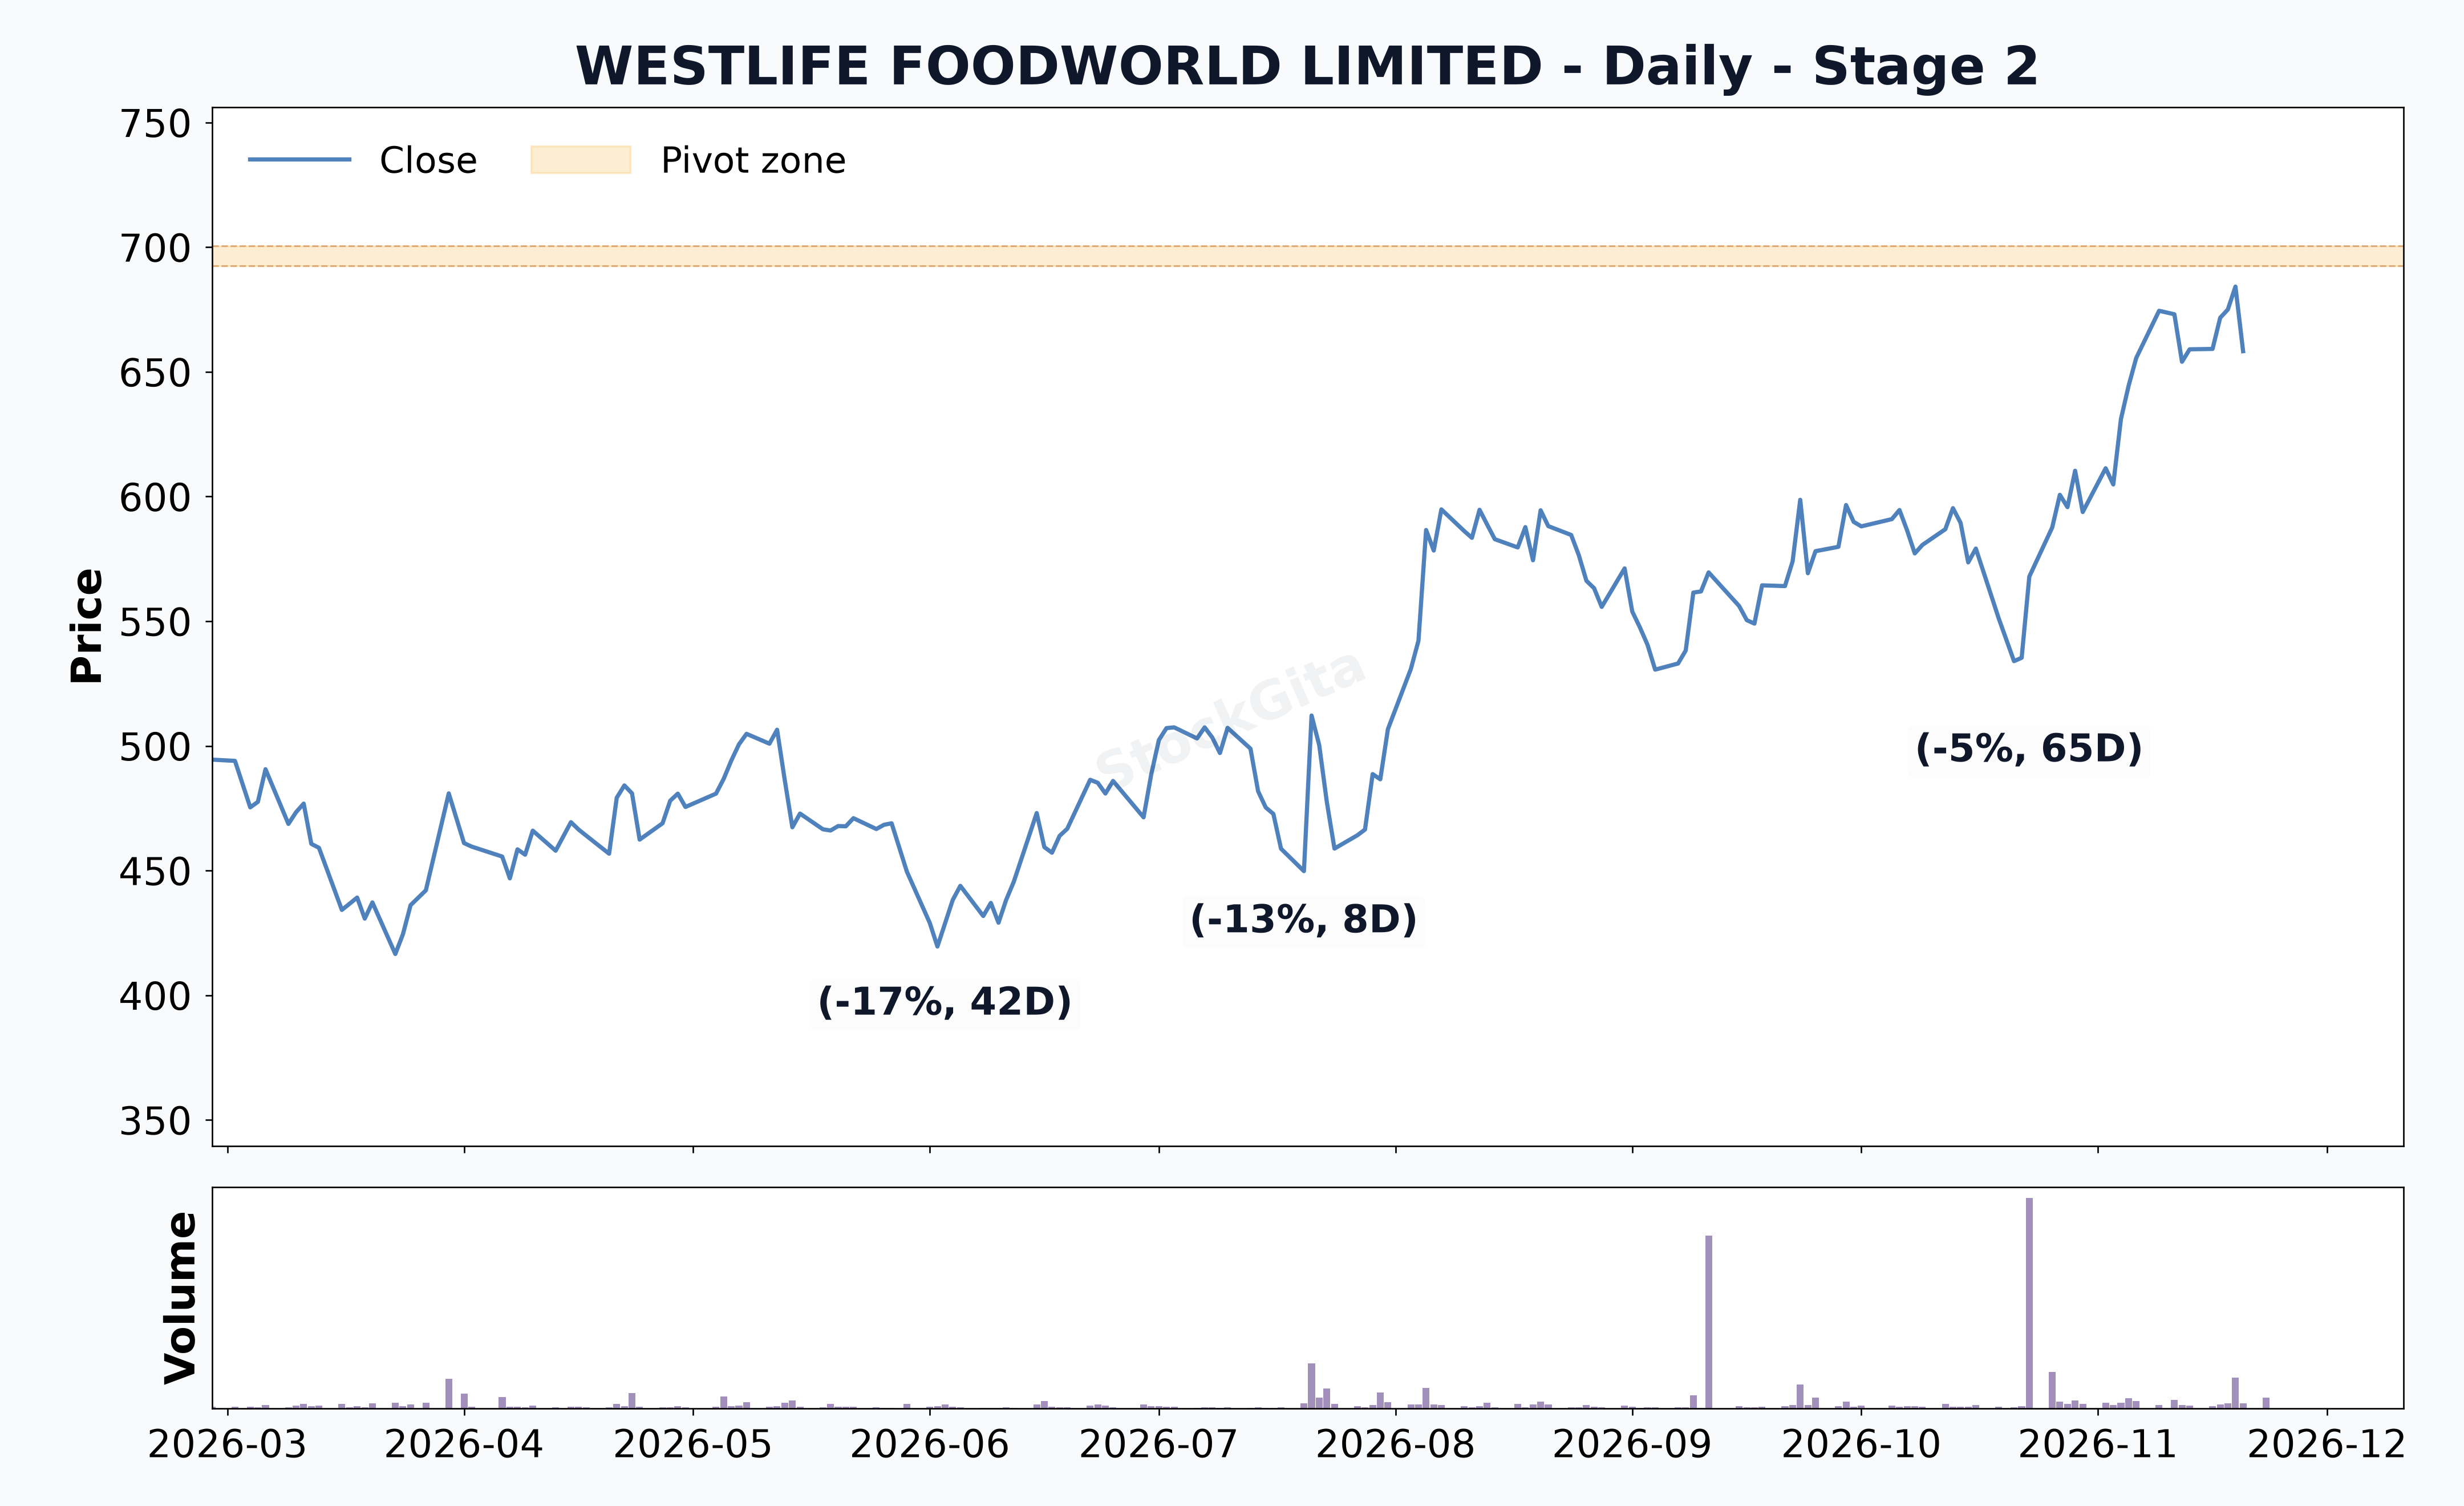 WESTLIFE FOODWORLD LIMITED - Daily - Stage 2
Close
Pivot zone
750
700
650
600
550
500
450
400
350
Price
StockGita
(-17%, 42D)
(-13%, 8D)
(-5%, 65D)
Volume
2026-03
2026-04
2026-05
2026-06
2026-07
2026-08
2026-09
2026-10
2026-11
2026-12